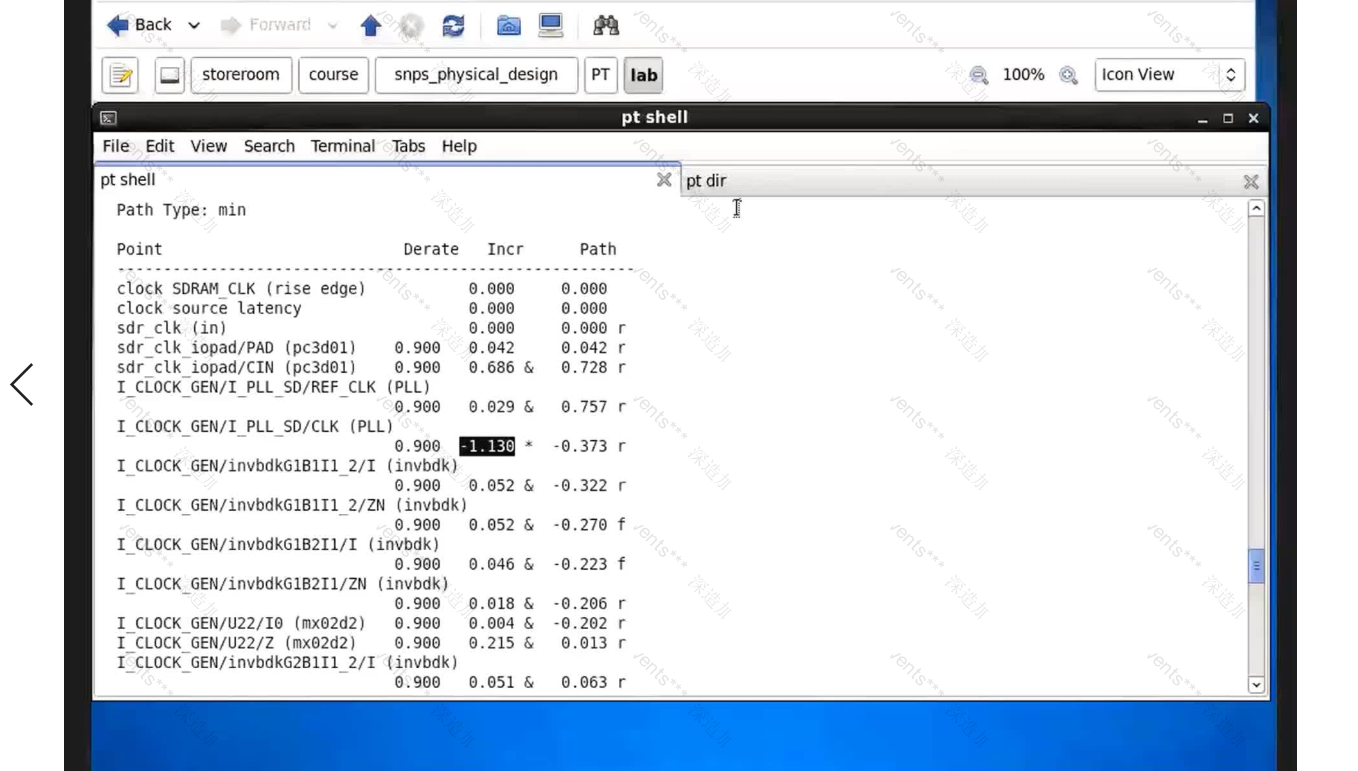 Back Forward
storeroom course snps_physical_design PT lab 100% Icon View
pt shell
File Edit View Search Terminal Tabs Help
pt shell pt dir
Path Type: min
Point Derate Incr Path
---------------------------------------------------------
clock SDRAM_CLK (rise edge) 0.000 0.000
clock source latency 0.000 0.000
sdr_clk (in) 0.000 0.000 r
sdr_clk_iopad/PAD (pc3d01) 0.900 0.042 0.042 r
sdr_clk_iopad/CIN (pc3d01) 0.900 0.686 & 0.728 r
I_CLOCK_GEN/I_PLL_SD/REF_CLK (PLL)
0.900 0.029 & 0.757 r
I_CLOCK_GEN/I_PLL_SD/CLK (PLL)
0.900 -1.130 * -0.373 r
I_CLOCK_GEN/invbdkG1B1I1_2/I (invbdk)
0.900 0.052 & -0.322 r
I_CLOCK_GEN/invbdkG1B1I1_2/ZN (invbdk)
0.900 0.052 & -0.270 f
I_CLOCK_GEN/invbdkG1B2I1/I (invbdk)
0.900 0.046 & -0.223 f
I_CLOCK_GEN/invbdkG1B2I1/ZN (invbdk)
0.900 0.018 & -0.206 r
I_CLOCK_GEN/U22/I0 (mx02d2) 0.900 0.004 & -0.202 r
I_CLOCK_GEN/U22/Z (mx02d2) 0.900 0.215 & 0.013 r
I_CLOCK_GEN/invbdkG2B1I1_2/I (invbdk)
0.900 0.051 & 0.063 r